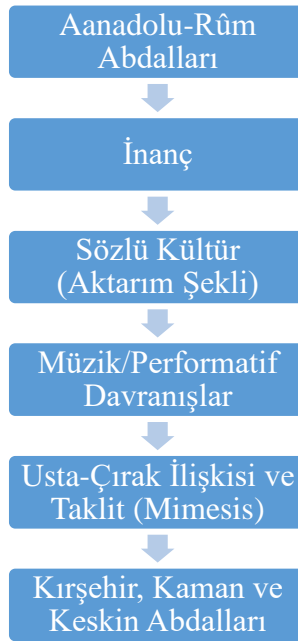 Aanadolu-Rûm
Abdalları
İnanç
Sözlü Kültür
(Aktarım Şekli)
Müzik/Performatif
Davranışlar
Usta-Çırak İlişkisi ve
Taklit (Mimesis)
Kırşehir, Kaman ve
Keskin Abdalları